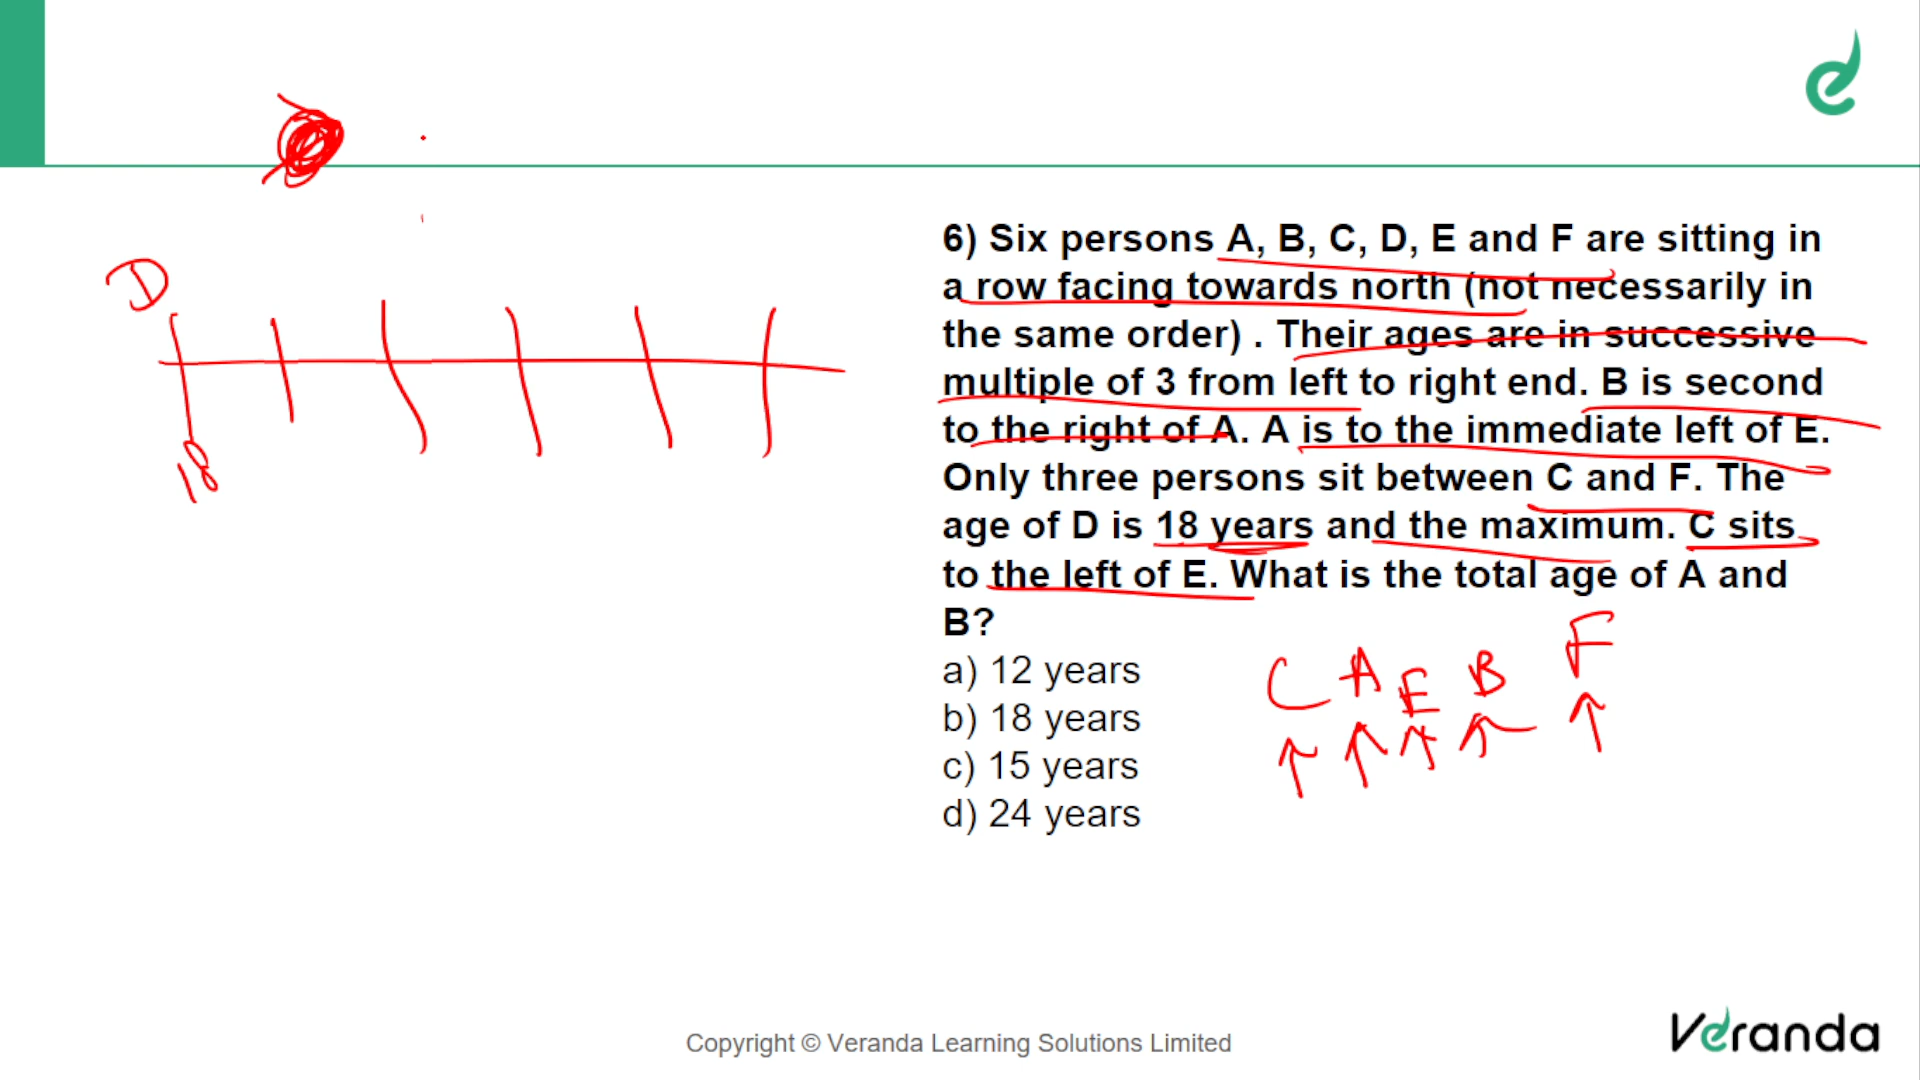 6) Six persons A, B, C, D, E and F are sitting in
a row facing towards north (not necessarily in
the same order) . Their ages are in successive
multiple of 3 from left to right end. B is second
to the right of A. A is to the immediate left of E.
Only three persons sit between C and F. The
age of D is 18 years and the maximum. C sits
to the left of E. What is the total age of A and
B?
a) 12 years
b) 18 years
c) 15 years
d) 24 years
D
18
C A E B F
Copyright © Veranda Learning Solutions Limited
Veranda